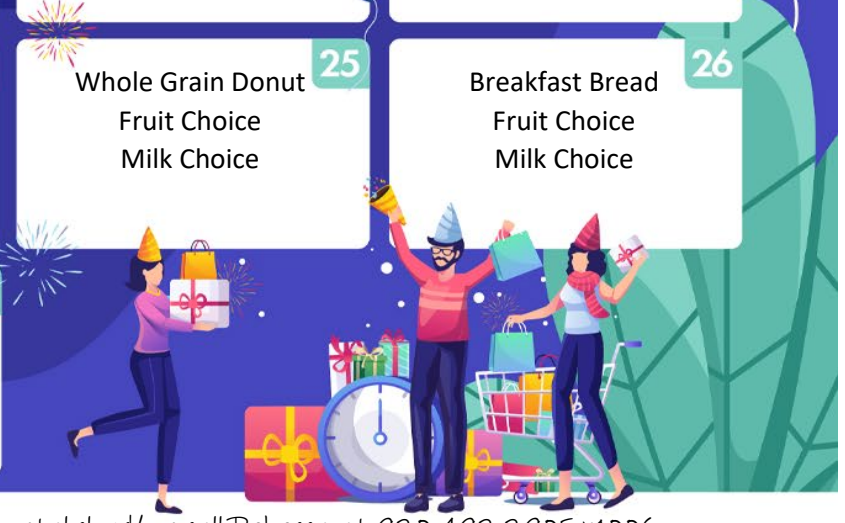 25
Whole Grain Donut
Fruit Choice
Milk Choice
26
Breakfast Bread
Fruit Choice
Milk Choice